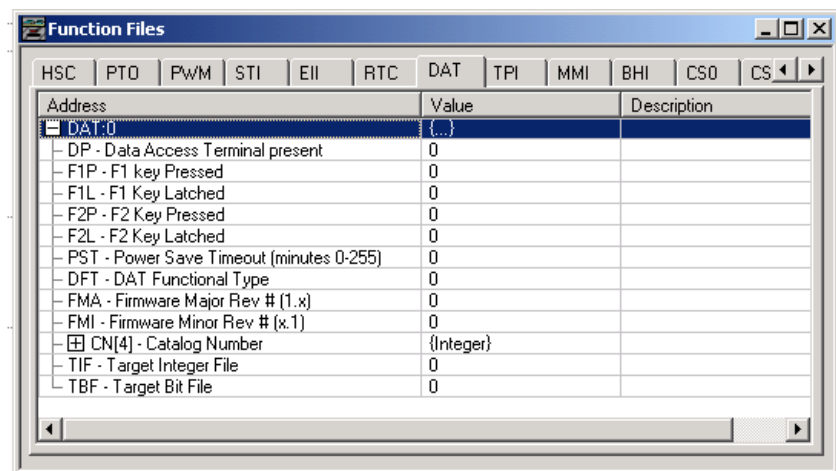 Function Files
HSC PTO PWM STI EII RTC DAT TPI MMI BHI CS0 CS
Address Value Description
DAT:0 {...}
DP - Data Access Terminal present 0
F1P - F1 key Pressed 0
F1L - F1 Key Latched 0
F2P - F2 Key Pressed 0
F2L - F2 Key Latched 0
PST - Power Save Timeout (minutes 0-255) 0
DFT - DAT Functional Type 0
FMA - Firmware Major Rev # (1.x) 0
FMI - Firmware Minor Rev # (x.1) 0
CN[4] - Catalog Number {Integer}
TIF - Target Integer File 0
TBF - Target Bit File 0